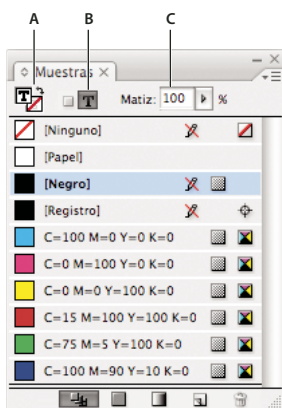 A B C
Muestras
T T Matiz: 100 %
[Ninguno]
[Papel]
[Negro]
[Registro]
C=100 M=0 Y=0 K=0
C=0 M=100 Y=0 K=0
C=0 M=0 Y=100 K=0
C=15 M=100 Y=100 K=0
C=75 M=5 Y=100 K=0
C=100 M=90 Y=10 K=0